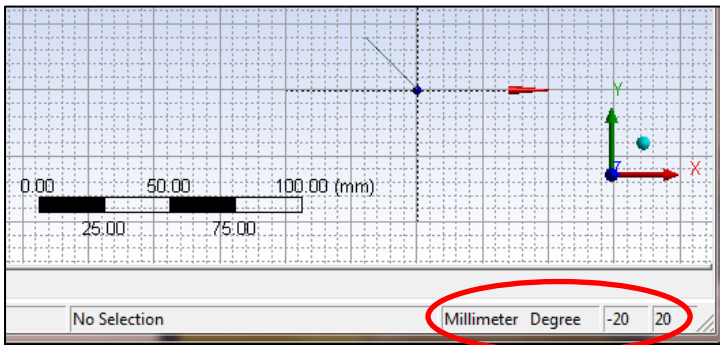 Y
0.00 50.00 100.00 (mm)
Z X
25.00 75.00
No Selection Millimeter Degree -20 20